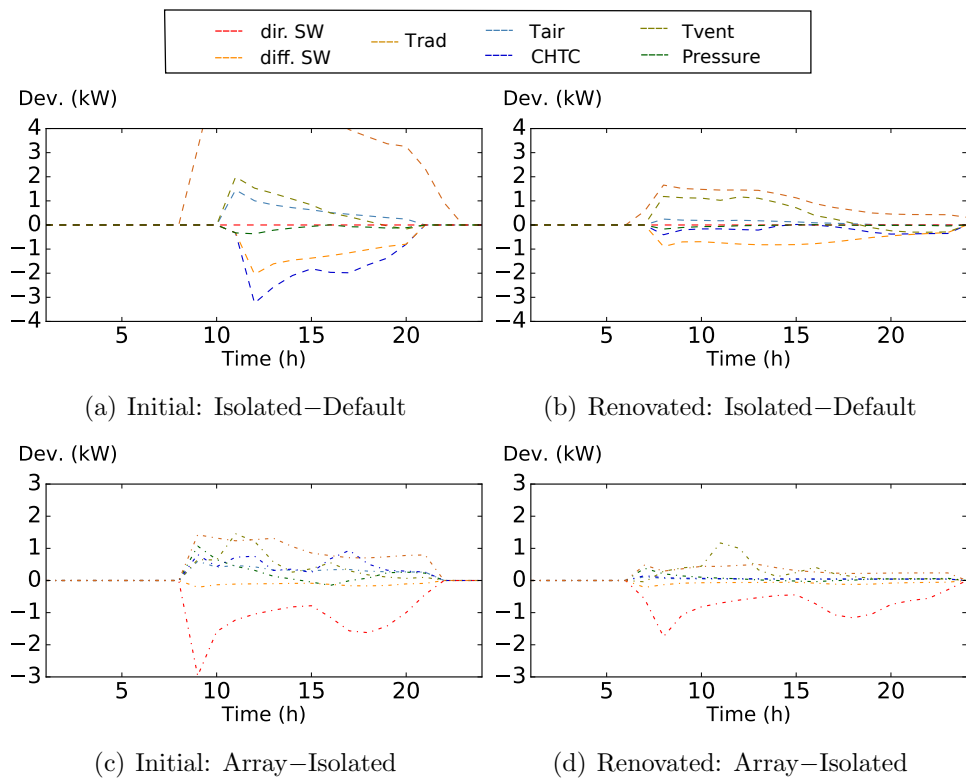 dir. SW Trad Tair Tvent
diff. SW CHTC Pressure
Dev. (kW) Dev. (kW)
4 4
3 3
2 2
1 1
0 0
−1 −1
−2 −2
−3 −3
−4 −4
5 10 15 20 5 10 15 20
Time (h) Time (h)
(a) Initial: Isolated−Default (b) Renovated: Isolated−Default
Dev. (kW) Dev. (kW)
3 3
2 2
1 1
0 0
−1 −1
−2 −2
−3 −3
5 10 15 20 5 10 15 20
Time (h) Time (h)
(c) Initial: Array−Isolated (d) Renovated: Array−Isolated